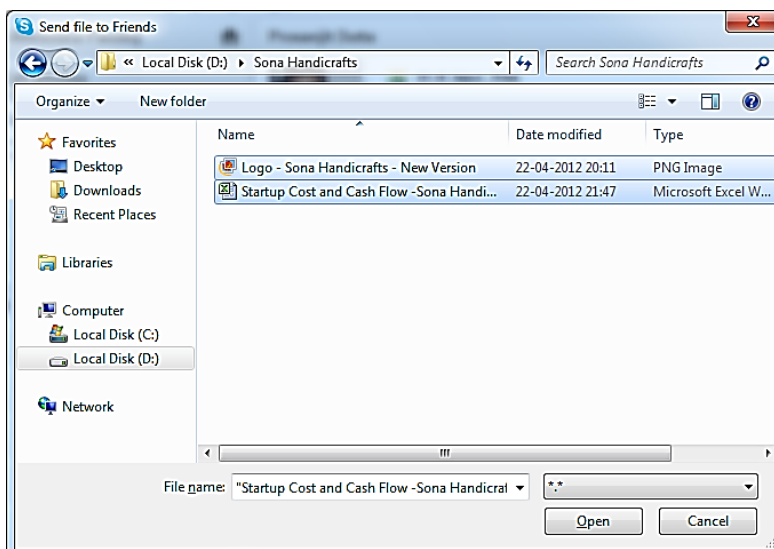 Send file to Friends
« Local Disk (D:) Sona Handicrafts
Search Sona Handicrafts
Organize New folder
Name Date modified Type
Favorites
Desktop
Downloads
Recent Places
Libraries
Computer
Local Disk (C:)
Local Disk (D:)
Network
Logo - Sona Handicrafts - New Version 22-04-2012 20:11 PNG Image
Startup Cost and Cash Flow -Sona Handi... 22-04-2012 21:47 Microsoft Excel W...
File name: "Startup Cost and Cash Flow -Sona Handicraf *.*
Open Cancel